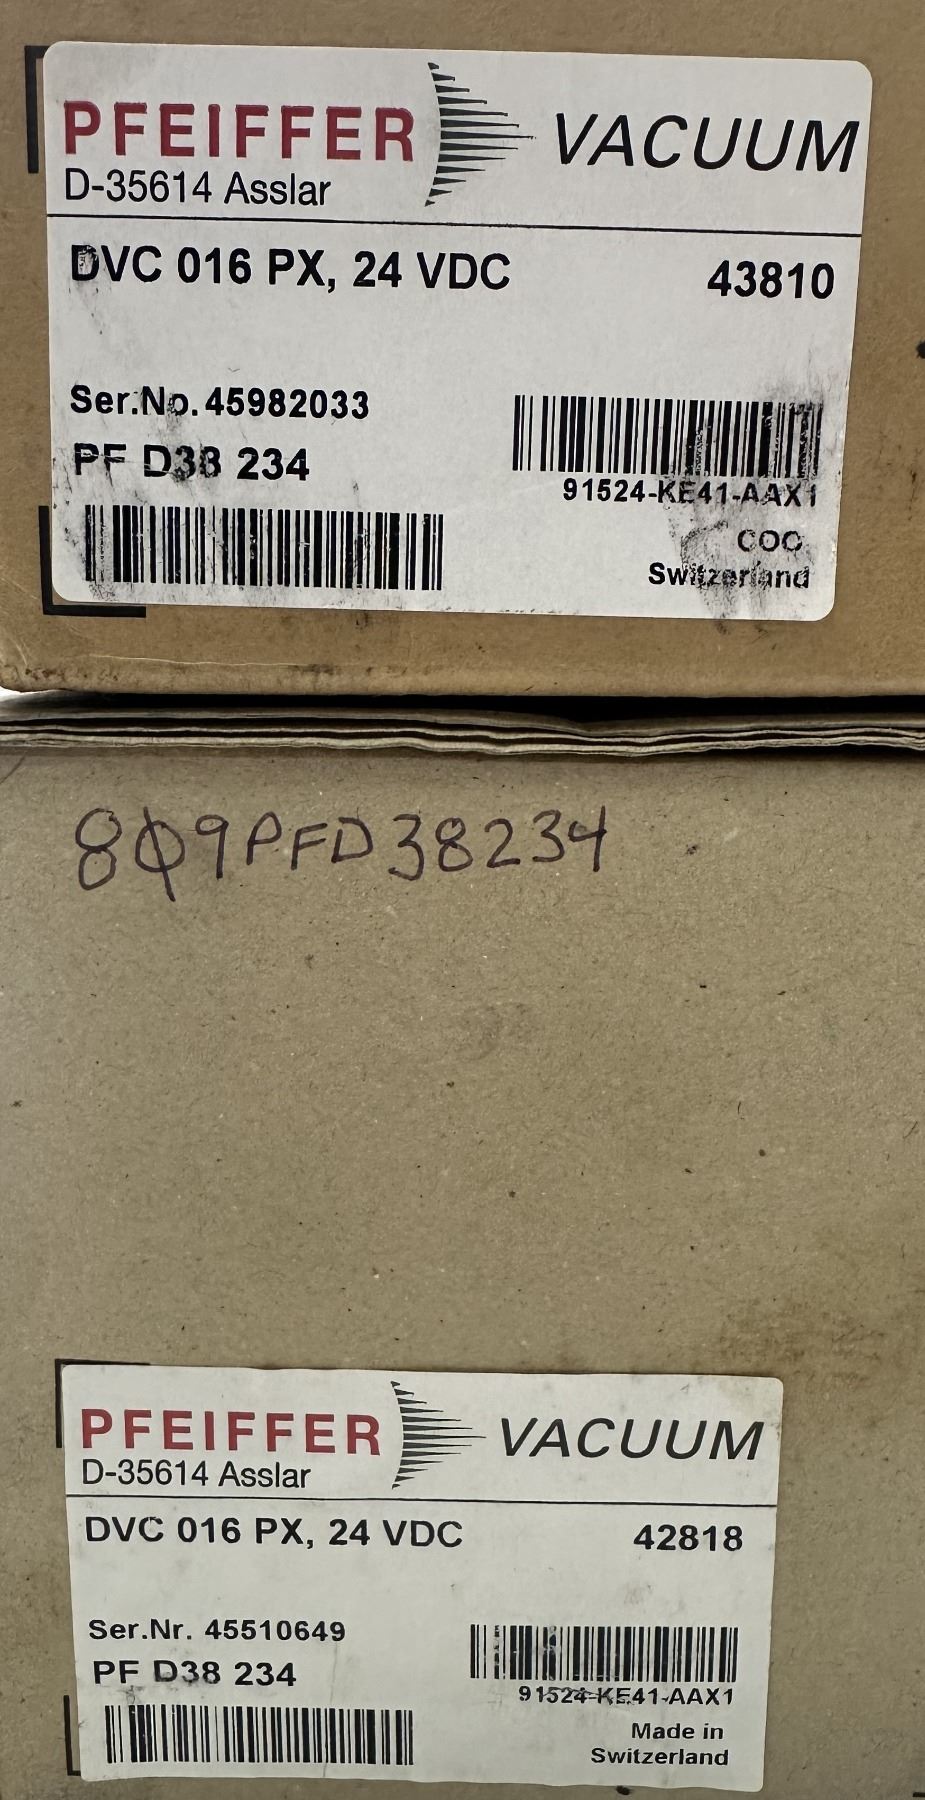 PFEIFFER VACUUM
D-35614 Asslar
DVC 016 PX, 24 VDC 43810
Ser.No. 45982033
PF D38 234
91524-KE41-AAX1
COO
Switzerland
8Ø9PFD38234
PFEIFFER VACUUM
D-35614 Asslar
DVC 016 PX, 24 VDC 42818
Ser.Nr. 45510649
PF D38 234
91524-KE41-AAX1
Made in
Switzerland